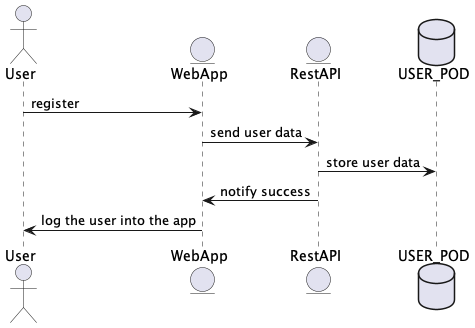 User WebApp RestAPI USER_POD
register
send user data
store user data
notify success
log the user into the app
User WebApp RestAPI USER_POD